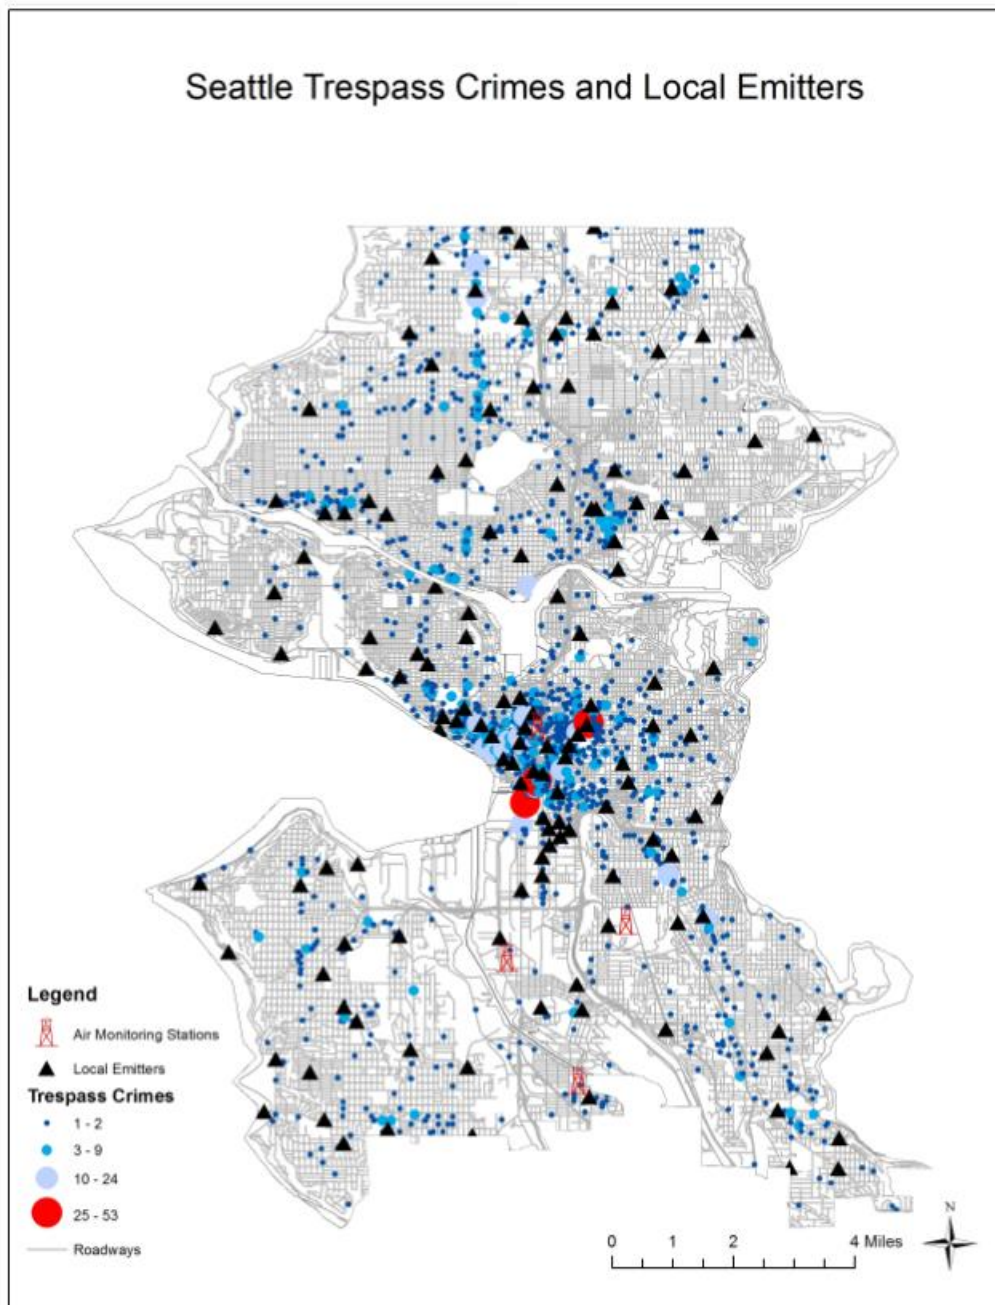 Seattle Trespass Crimes and Local Emitters
Legend
Air Monitoring Stations
Local Emitters
Trespass Crimes
1 - 2
3 - 9
10 - 24
25 - 53
Roadways
N
0 1 2 4 Miles